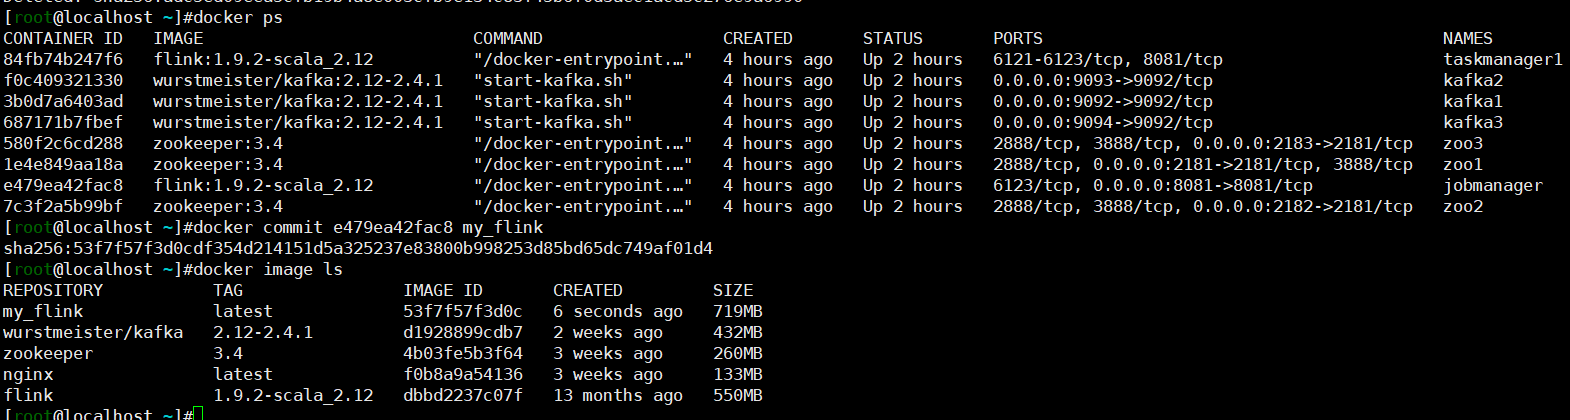 [root@localhost ~]#docker ps
CONTAINER ID   IMAGE                           COMMAND                  CREATED       STATUS       PORTS                                        NAMES
84fb74b247f6   flink:1.9.2-scala_2.12          "/docker-entrypoint.…"   4 hours ago   Up 2 hours   6121-6123/tcp, 8081/tcp                      taskmanager1
f0c409321330   wurstmeister/kafka:2.12-2.4.1   "start-kafka.sh"         4 hours ago   Up 2 hours   0.0.0.0:9093->9092/tcp                       kafka2
3b0d7a6403ad   wurstmeister/kafka:2.12-2.4.1   "start-kafka.sh"         4 hours ago   Up 2 hours   0.0.0.0:9092->9092/tcp                       kafka1
687171b7fbef   wurstmeister/kafka:2.12-2.4.1   "start-kafka.sh"         4 hours ago   Up 2 hours   0.0.0.0:9094->9092/tcp                       kafka3
580f2c6cd288   zookeeper:3.4                   "/docker-entrypoint.…"   4 hours ago   Up 2 hours   2888/tcp, 3888/tcp, 0.0.0.0:2183->2181/tcp   zoo3
1e4e849aa18a   zookeeper:3.4                   "/docker-entrypoint.…"   4 hours ago   Up 2 hours   2888/tcp, 0.0.0.0:2181->2181/tcp, 3888/tcp   zoo1
e479ea42fac8   flink:1.9.2-scala_2.12          "/docker-entrypoint.…"   4 hours ago   Up 2 hours   6123/tcp, 0.0.0.0:8081->8081/tcp             jobmanager
7c3f2a5b99bf   zookeeper:3.4                   "/docker-entrypoint.…"   4 hours ago   Up 2 hours   2888/tcp, 3888/tcp, 0.0.0.0:2182->2181/tcp   zoo2
[root@localhost ~]#docker commit e479ea42fac8 my_flink
sha256:53f7f57f3d0cdf354d214151d5a325237e83800b998253d85bd65dc749af01d4
[root@localhost ~]#docker image ls
REPOSITORY           TAG                IMAGE ID       CREATED         SIZE
my_flink             latest             53f7f57f3d0c   6 seconds ago   719MB
wurstmeister/kafka   2.12-2.4.1         d1928899cdb7   2 weeks ago     432MB
zookeeper            3.4                4b03fe5b3f64   3 weeks ago     260MB
nginx                latest             f0b8a9a54136   3 weeks ago     133MB
flink                1.9.2-scala_2.12   dbbd2237c07f   13 months ago   550MB
[root@localhost ~]#